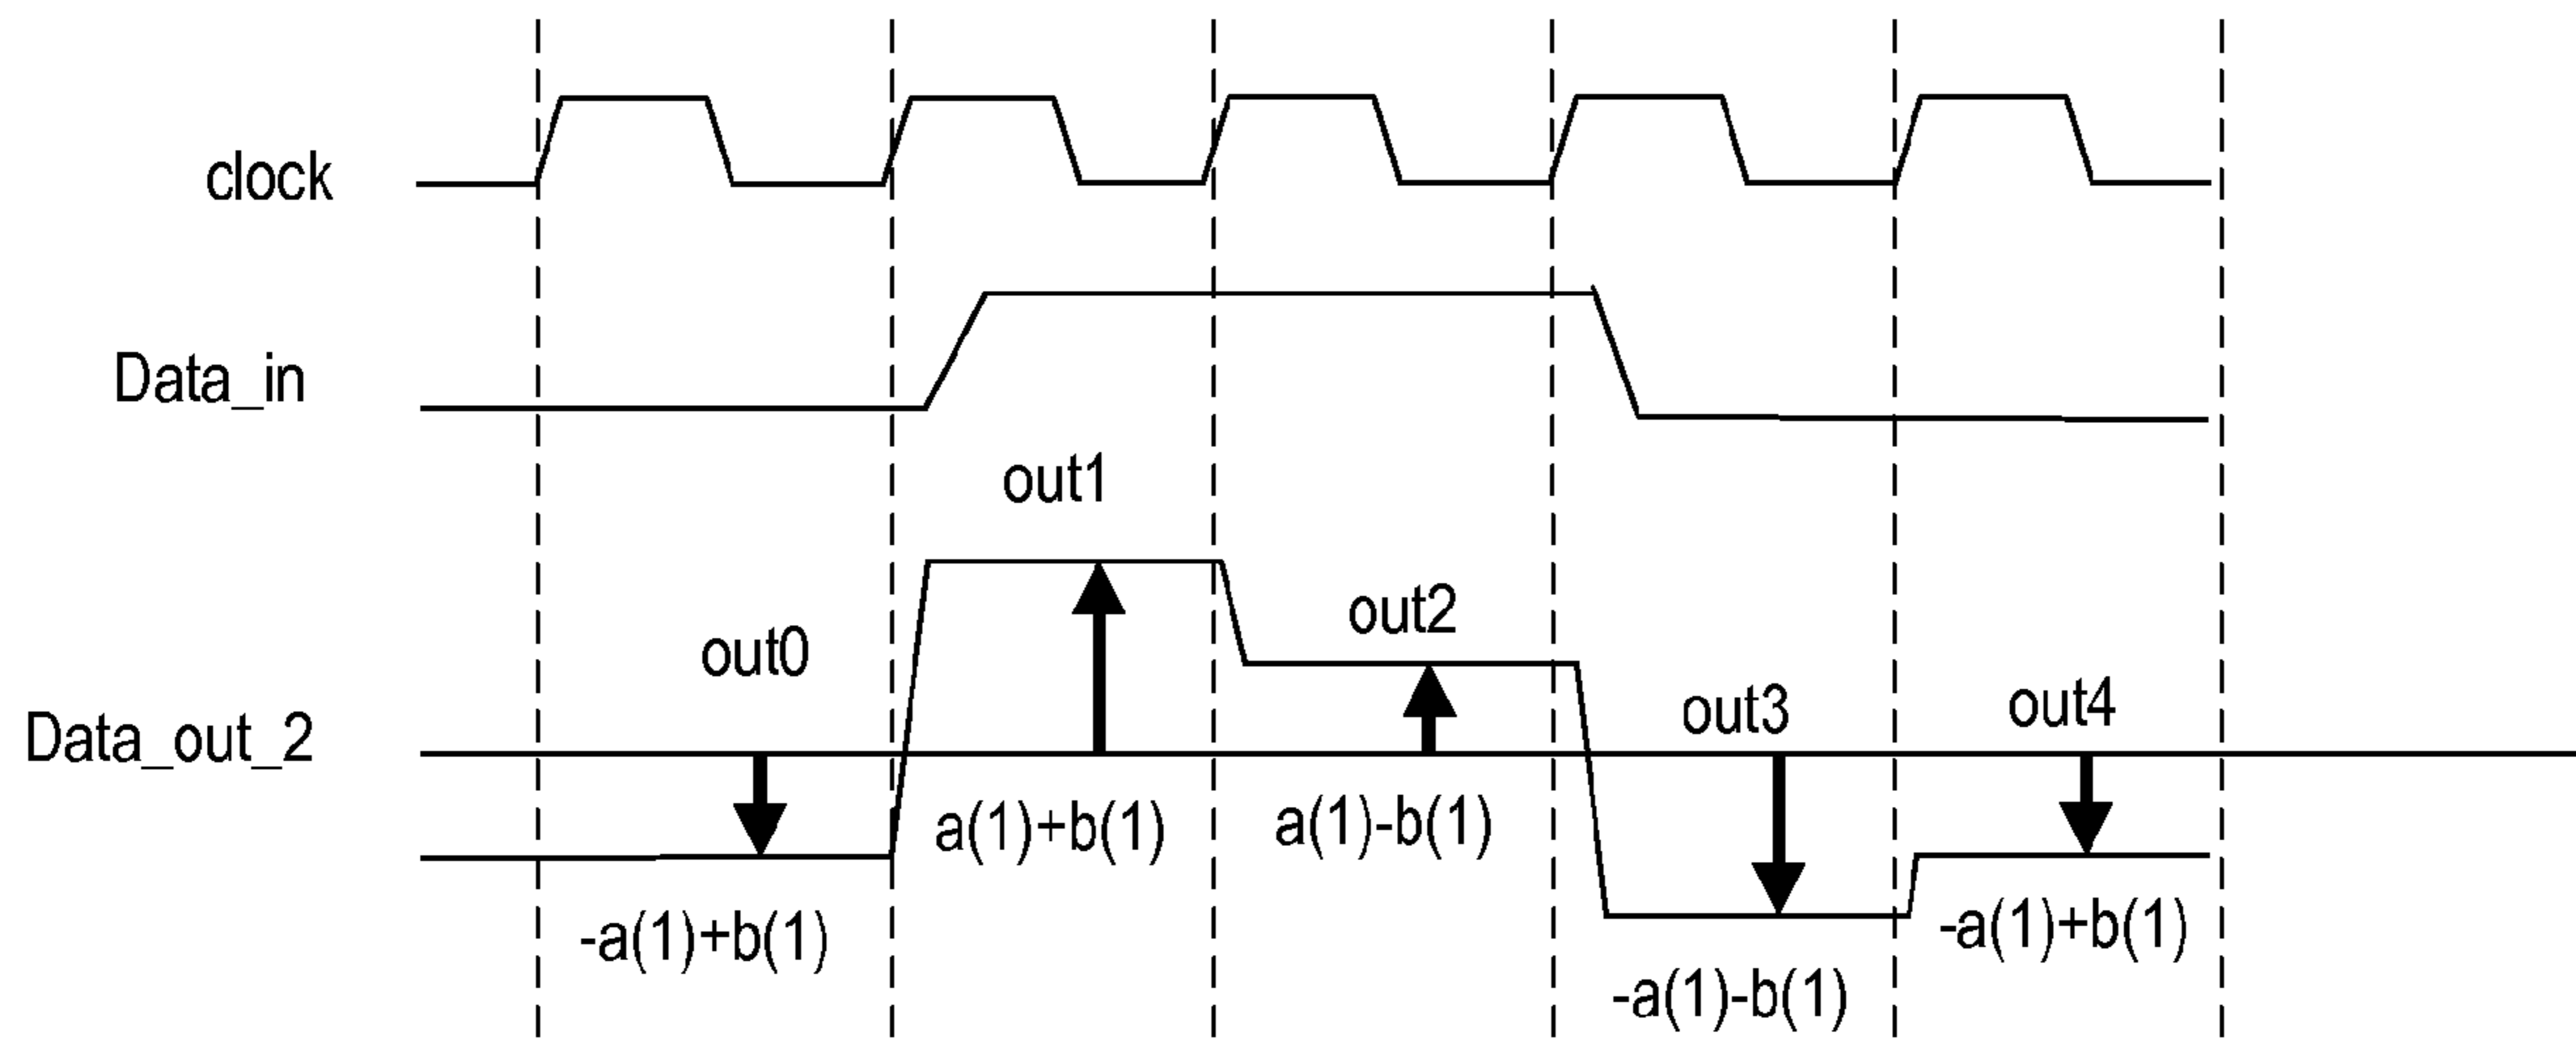 clock
Data_in
out1
out2
out0
out3
out4
Data_out_2
a(1)+b(1)
a(1)-b(1)
-a(1)+b(1)
-a(1)+b(1)
-a(1)-b(1)